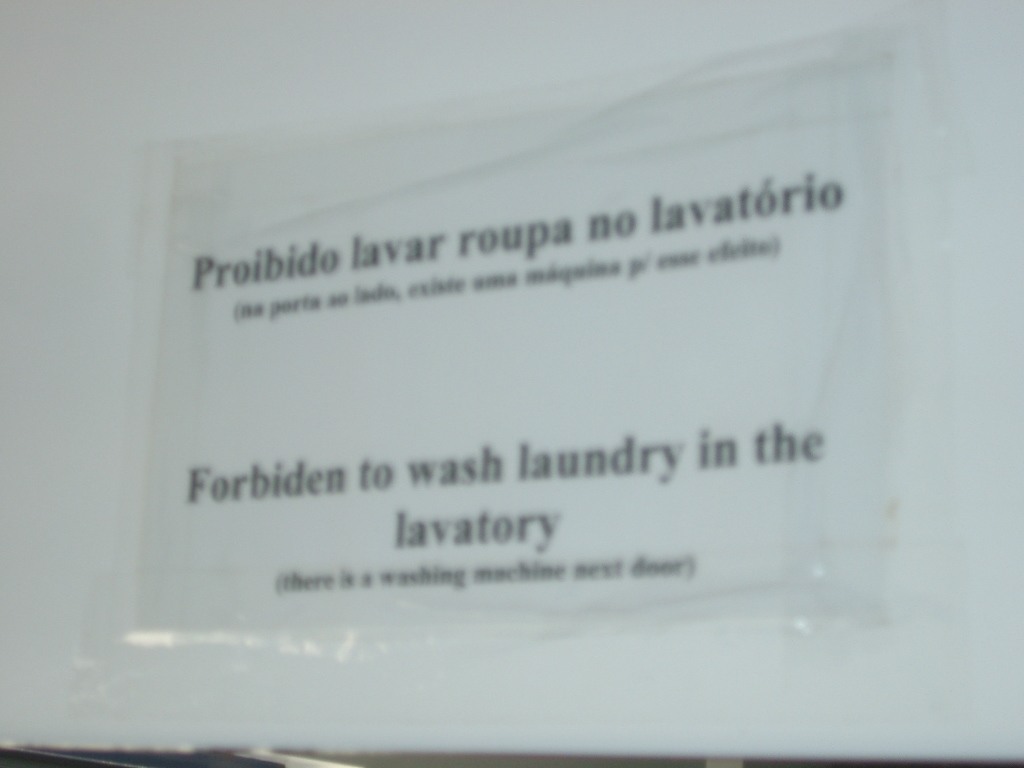 Proibido lavar roupa no lavatório
(na porta ao lado, existe uma máquina p/ esse efeito)
Forbiden to wash laundry in the
lavatory
(there is a washing machine next door)